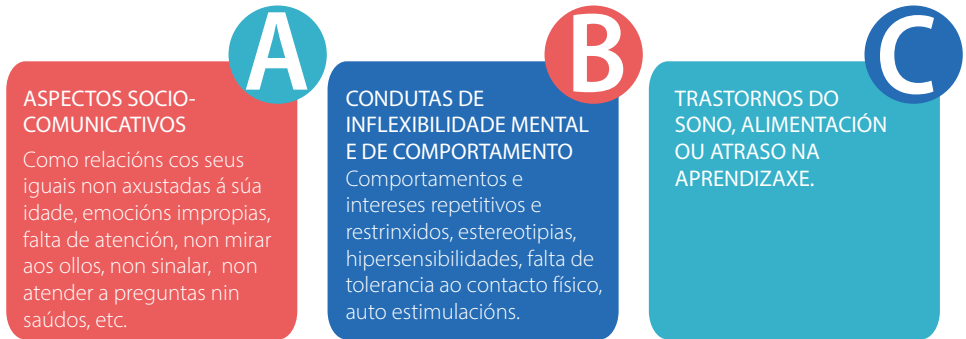 A
ASPECTOS SOCIO-
COMUNICATIVOS
Como relacións cos seus
iguais non axustadas á súa
idade, emocións impropias,
falta de atención, non mirar
aos ollos, non sinalar,  non
atender a preguntas nin
saúdos, etc.
B
CONDUTAS DE
INFLEXIBILIDADE MENTAL
E DE COMPORTAMENTO
Comportamentos e
intereses repetitivos e
restrinxidos, estereotipias,
hipersensibilidades, falta de
tolerancia ao contacto físico,
auto estimulacións.
C
TRASTORNOS DO
SONO, ALIMENTACIÓN
OU ATRASO NA
APRENDIZAXE.